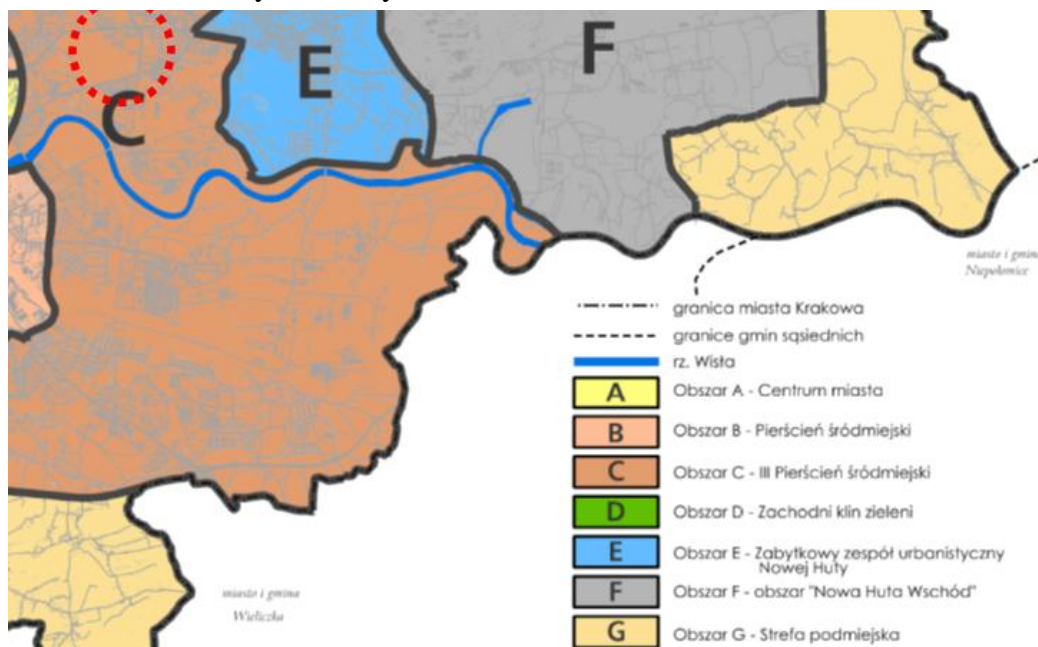 E
F
C
miasto i gmina
Niepołomice
granica miasta Krakowa
granice gmin sąsiednich
rz. Wisła
A Obszar A - Centrum miasta
B Obszar B - Pierścień śródmiejski
C Obszar C - III Pierścień śródmiejski
D Obszar D - Zachodni klin zieleni
E Obszar E - Zabytkowy zespół urbanistyczny
Nowej Huty
F Obszar F - obszar "Nowa Huta Wschód"
G Obszar G - Strefa podmiejska
miasto i gmina
Wieliczka